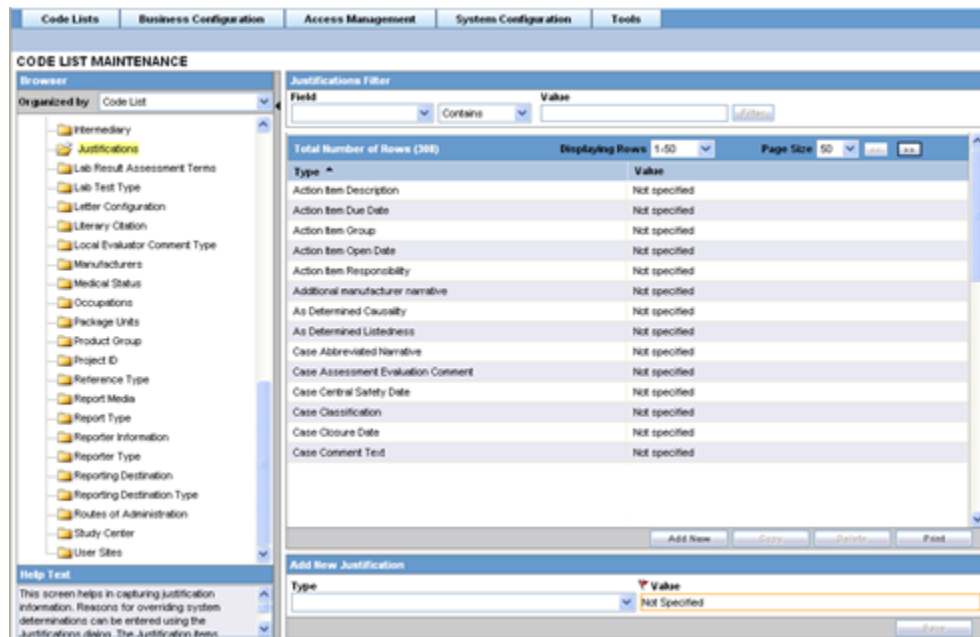 Code Lists Business Configuration Access Management System Configuration Tools
CODE LIST MAINTENANCE
Browser
Organized by Code List
Intermediary
Justifications
Lab Result Assessment Terms
Lab Test Type
Letter Configuration
Literary Citation
Local Evaluator Comment Type
Manufacturers
Medical Status
Occupations
Package Units
Product Group
Project ID
Reference Type
Report Media
Report Type
Reporter Information
Reporter Type
Reporting Destination
Reporting Destination Type
Routes of Administration
Study Center
User Sites
Help Text
This screen helps in capturing justification
information. Reasons for overriding system
determinations can be entered using the
Justifications dialog. The Justification items
Justifications Filter
Field Value
Contains Filter
Total Number of Rows (308) Displaying Rows 1-50 Page Size 50 << >>
Type Value
Action Item Description Not specified
Action Item Due Date Not specified
Action Item Group Not specified
Action Item Open Date Not specified
Action Item Responsibility Not specified
Additional manufacturer narrative Not specified
As Determined Causality Not specified
As Determined Listedness Not specified
Case Abbreviated Narrative Not specified
Case Assessment Evaluation Comment Not specified
Case Central Safety Date Not specified
Case Classification Not specified
Case Closure Date Not specified
Case Comment Text Not specified
Add New Copy Delete Print
Add New Justification
Type Value
Not Specified
Save